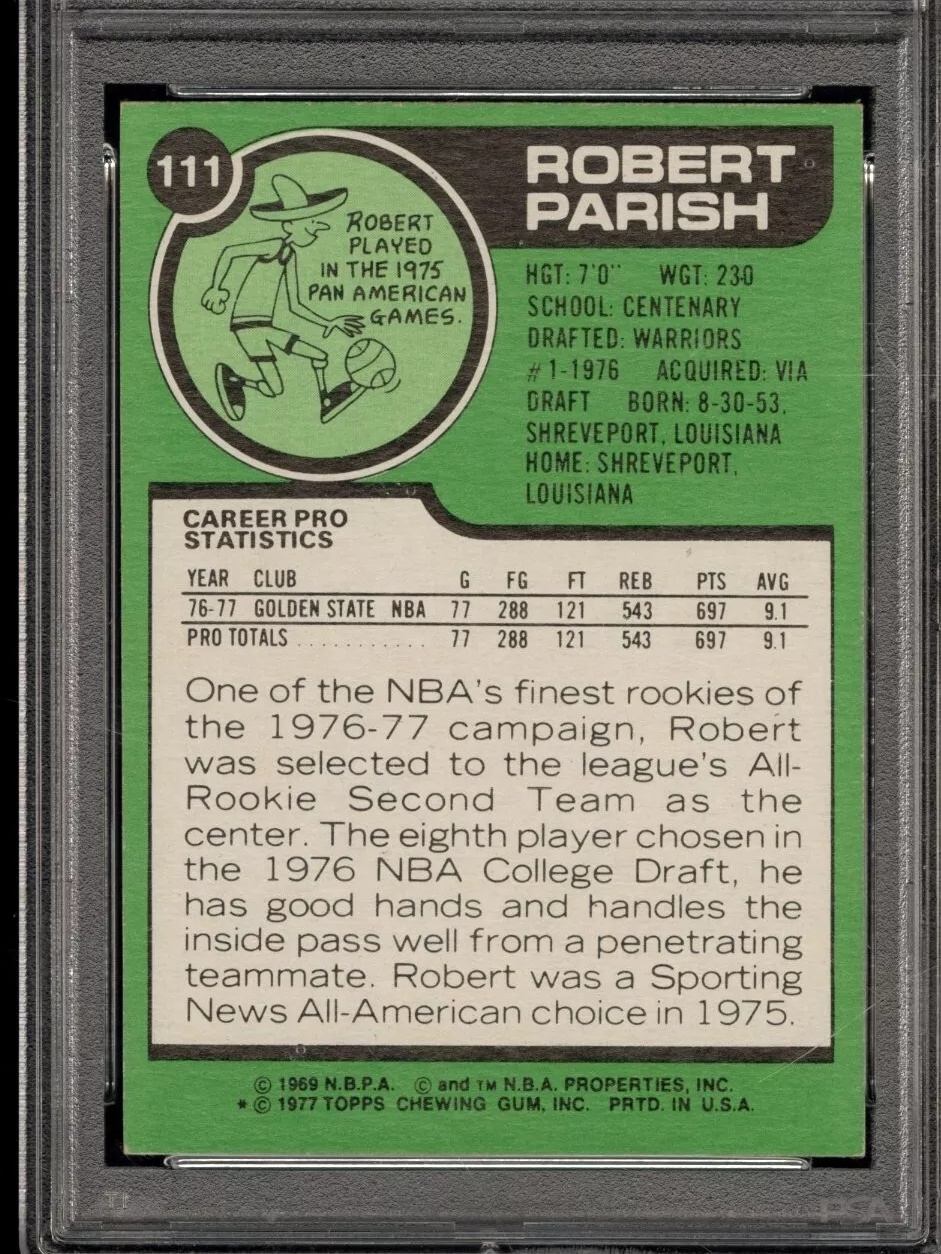 111
ROBERT
PLAYED
IN THE 1975
PAN AMERICAN
GAMES.
ROBERT
PARISH
HGT: 7'0'' WGT: 230
SCHOOL: CENTENARY
DRAFTED: WARRIORS
#1-1976 ACQUIRED: VIA
DRAFT BORN: 8-30-53,
SHREVEPORT, LOUISIANA
HOME: SHREVEPORT,
LOUISIANA
CAREER PRO
STATISTICS
YEAR CLUB G FG FT REB PTS AVG
76-77 GOLDEN STATE NBA 77 288 121 543 697 9.1
PRO TOTALS . . . . . . . . . . . 77 288 121 543 697 9.1
One of the NBA's finest rookies of
the 1976-77 campaign, Robert
was selected to the league's All-
Rookie Second Team as the
center. The eighth player chosen in
the 1976 NBA College Draft, he
has good hands and handles the
inside pass well from a penetrating
teammate. Robert was a Sporting
News All-American choice in 1975.
© 1969 N.B.P.A. © and TM N.B.A. PROPERTIES, INC.
* © 1977 TOPPS CHEWING GUM, INC. PRTD. IN U.S.A.
PSA